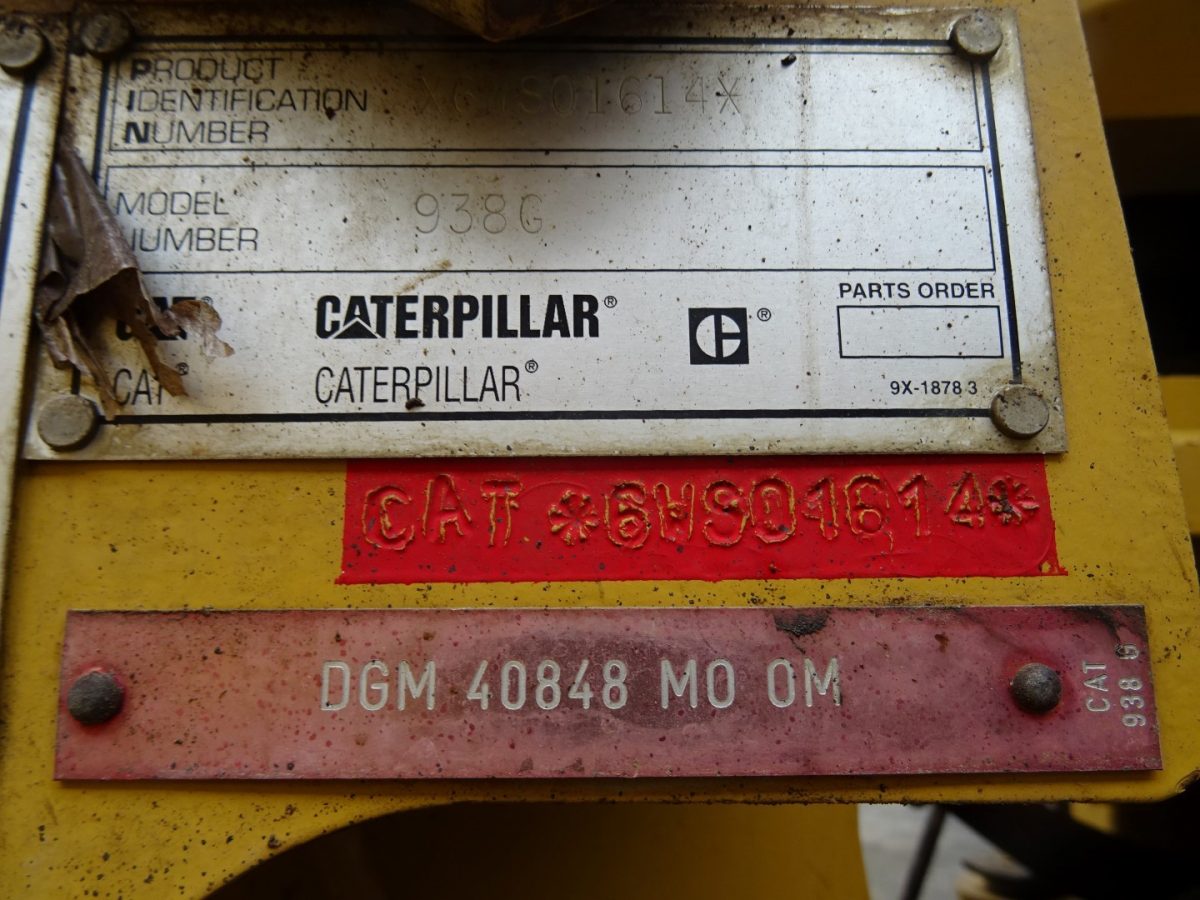 PRODUCT
IDENTIFICATION
NUMBER
*6WS01614*
MODEL
NUMBER
938G
CATERPILLAR®
®
PARTS ORDER
CAT®
CATERPILLAR®
9X-1878 3
CAT *6WS01614*
DGM 40848 MO OM
CAT
938 G